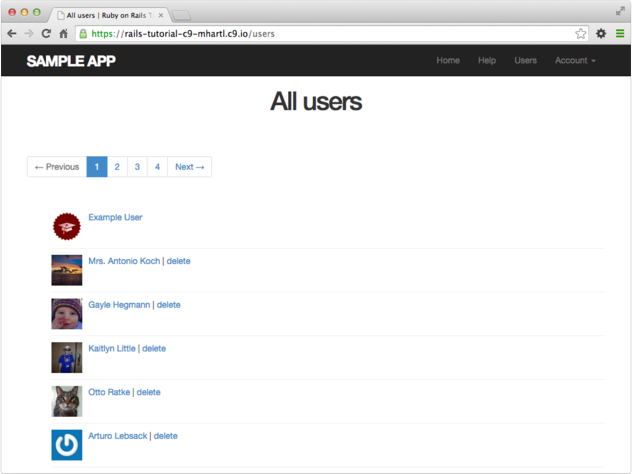 All users | Ruby on Rails T
https://rails-tutorial-c9-mhartl.c9.io/users
SAMPLE APP
Home Help Users Account
All users
← Previous 1 2 3 4 Next →
Example User
Mrs. Antonio Koch | delete
Gayle Hegmann | delete
Kaitlyn Little | delete
Otto Ratke | delete
Arturo Lebsack | delete